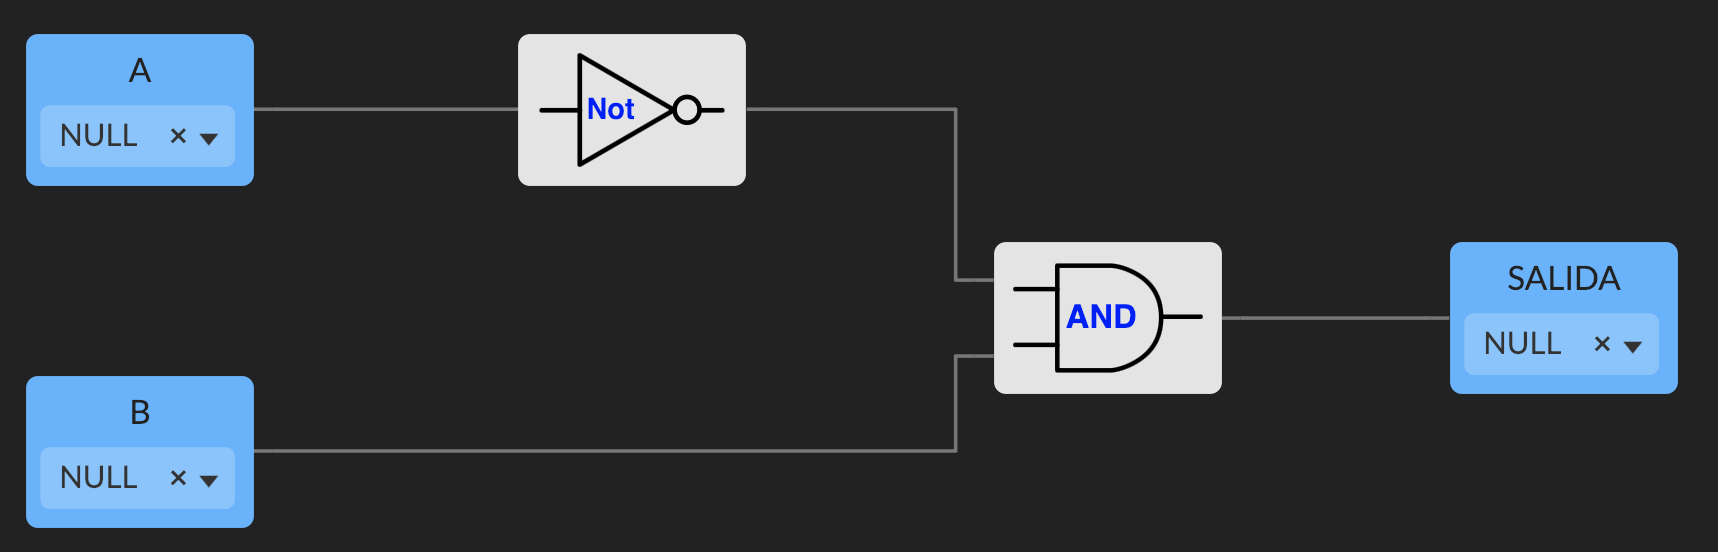 A
NULL × ▾
Not
B
NULL × ▾
AND
SALIDA
NULL × ▾